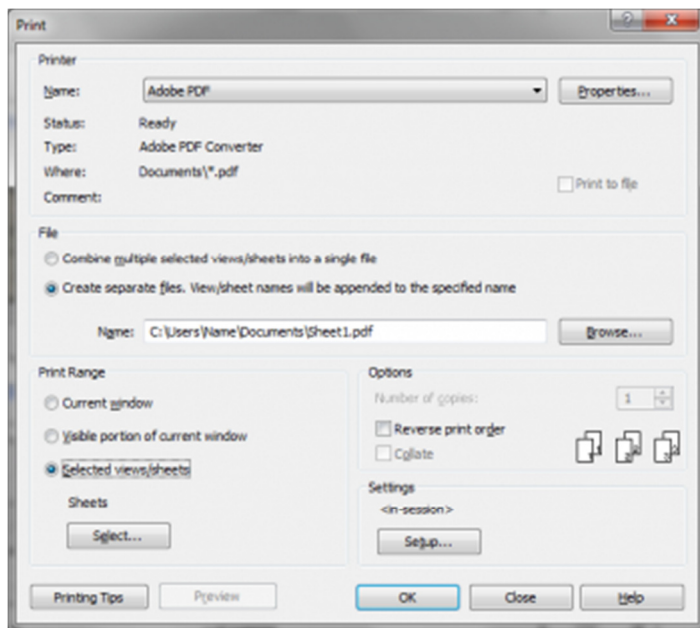 Print
Printer
Name: Adobe PDF Properties...
Status: Ready
Type: Adobe PDF Converter
Where: Documents\*.pdf
Comment: Print to file
File
Combine multiple selected views/sheets into a single file
Create separate files. View/sheet names will be appended to the specified name
Name: C:\Users\Name\Documents\Sheet1.pdf Browse...
Print Range
Current window
Visible portion of current window
Selected views/sheets
Sheets
Select...
Options
Number of copies: 1
Reverse print order
Collate
Settings
<in-session>
Setup...
Printing Tips Preview OK Close Help